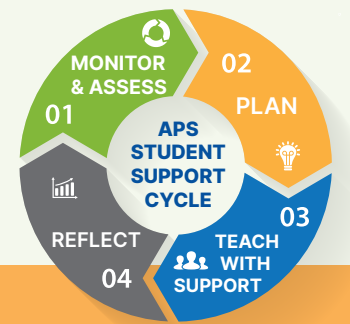 MONITOR
& ASSESS
01
02
PLAN
APS
STUDENT
SUPPORT
CYCLE
03
TEACH
WITH
SUPPORT
REFLECT
04